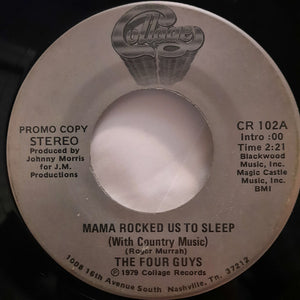 Collage
PROMO COPY
STEREO
Produced by
Johnny Morris
for J.M.
Productions
CR 102A
Intro :00
Time 2:21
Blackwood
Music, Inc.
Magic Castle
Music, Inc.
BMI
MAMA ROCKED US TO SLEEP
(With Country Music)
(Royer Murrah)
THE FOUR GUYS
©1979 Collage Records
1008 16th Avenue South Nashville, Tn. 37212